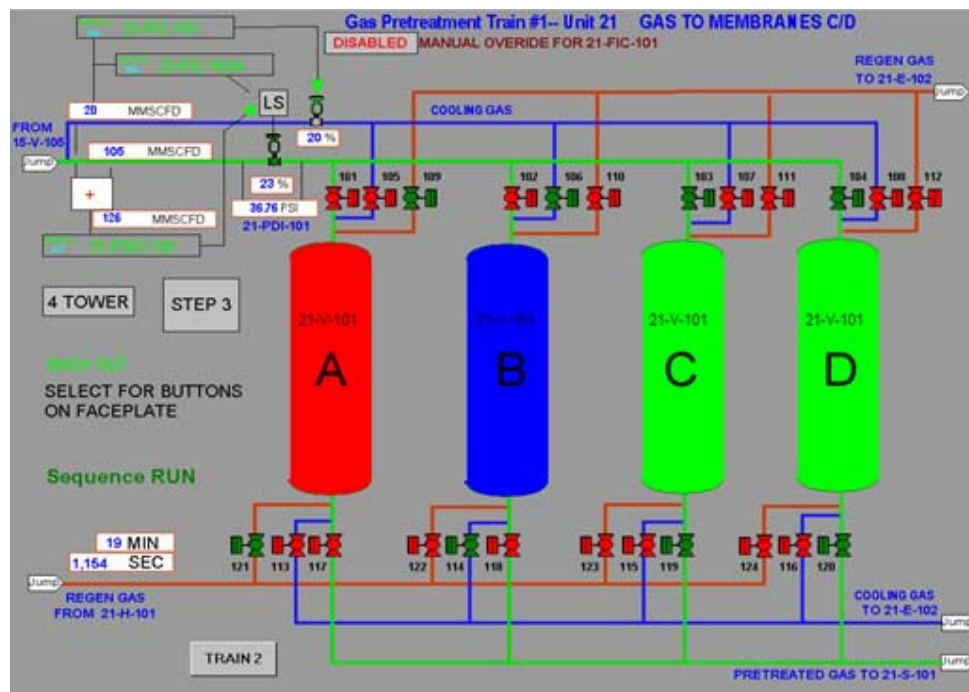 Gas Pretreatment Train #1-- Unit 21 GAS TO MEMBRANES C/D
DISABLED MANUAL OVERIDE FOR 21-FIC-101
REGEN GAS
TO 21-E-102
Jump
LS
20 MMSCFD
COOLING GAS
FROM
15-V-105
20 %
105 MMSCFD
Jump
23 %
101 105 109 102 106 110 103 107 111 104 108 112
+
36.76 PSI
126 MMSCFD
21-PDI-101
4 TOWER
STEP 3
21-V-101 21-V-101 21-V-101 21-V-101
A B C D
SELECT FOR BUTTONS
ON FACEPLATE
Sequence RUN
19 MIN
1,154 SEC
121 113 117 122 114 118 123 115 119 124 116 120
Jump
REGEN GAS
FROM 21-H-101
COOLING GAS
TO 21-E-102
Jump
TRAIN 2
Jump
PRETREATED GAS TO 21-S-101